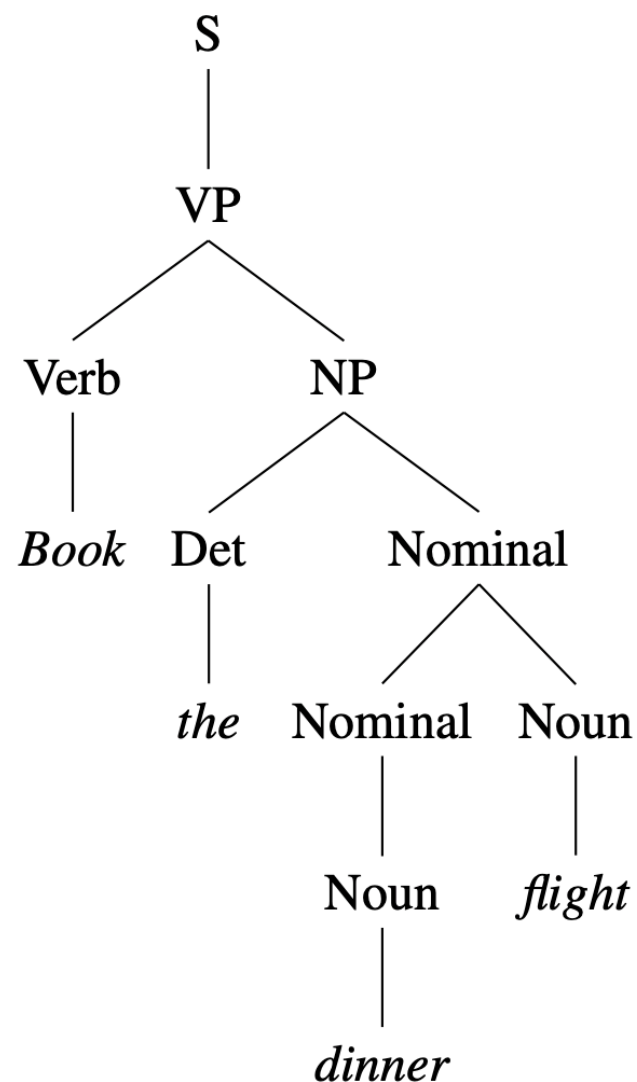 S
VP
Verb NP
Book Det Nominal
the Nominal Noun
Noun flight
dinner